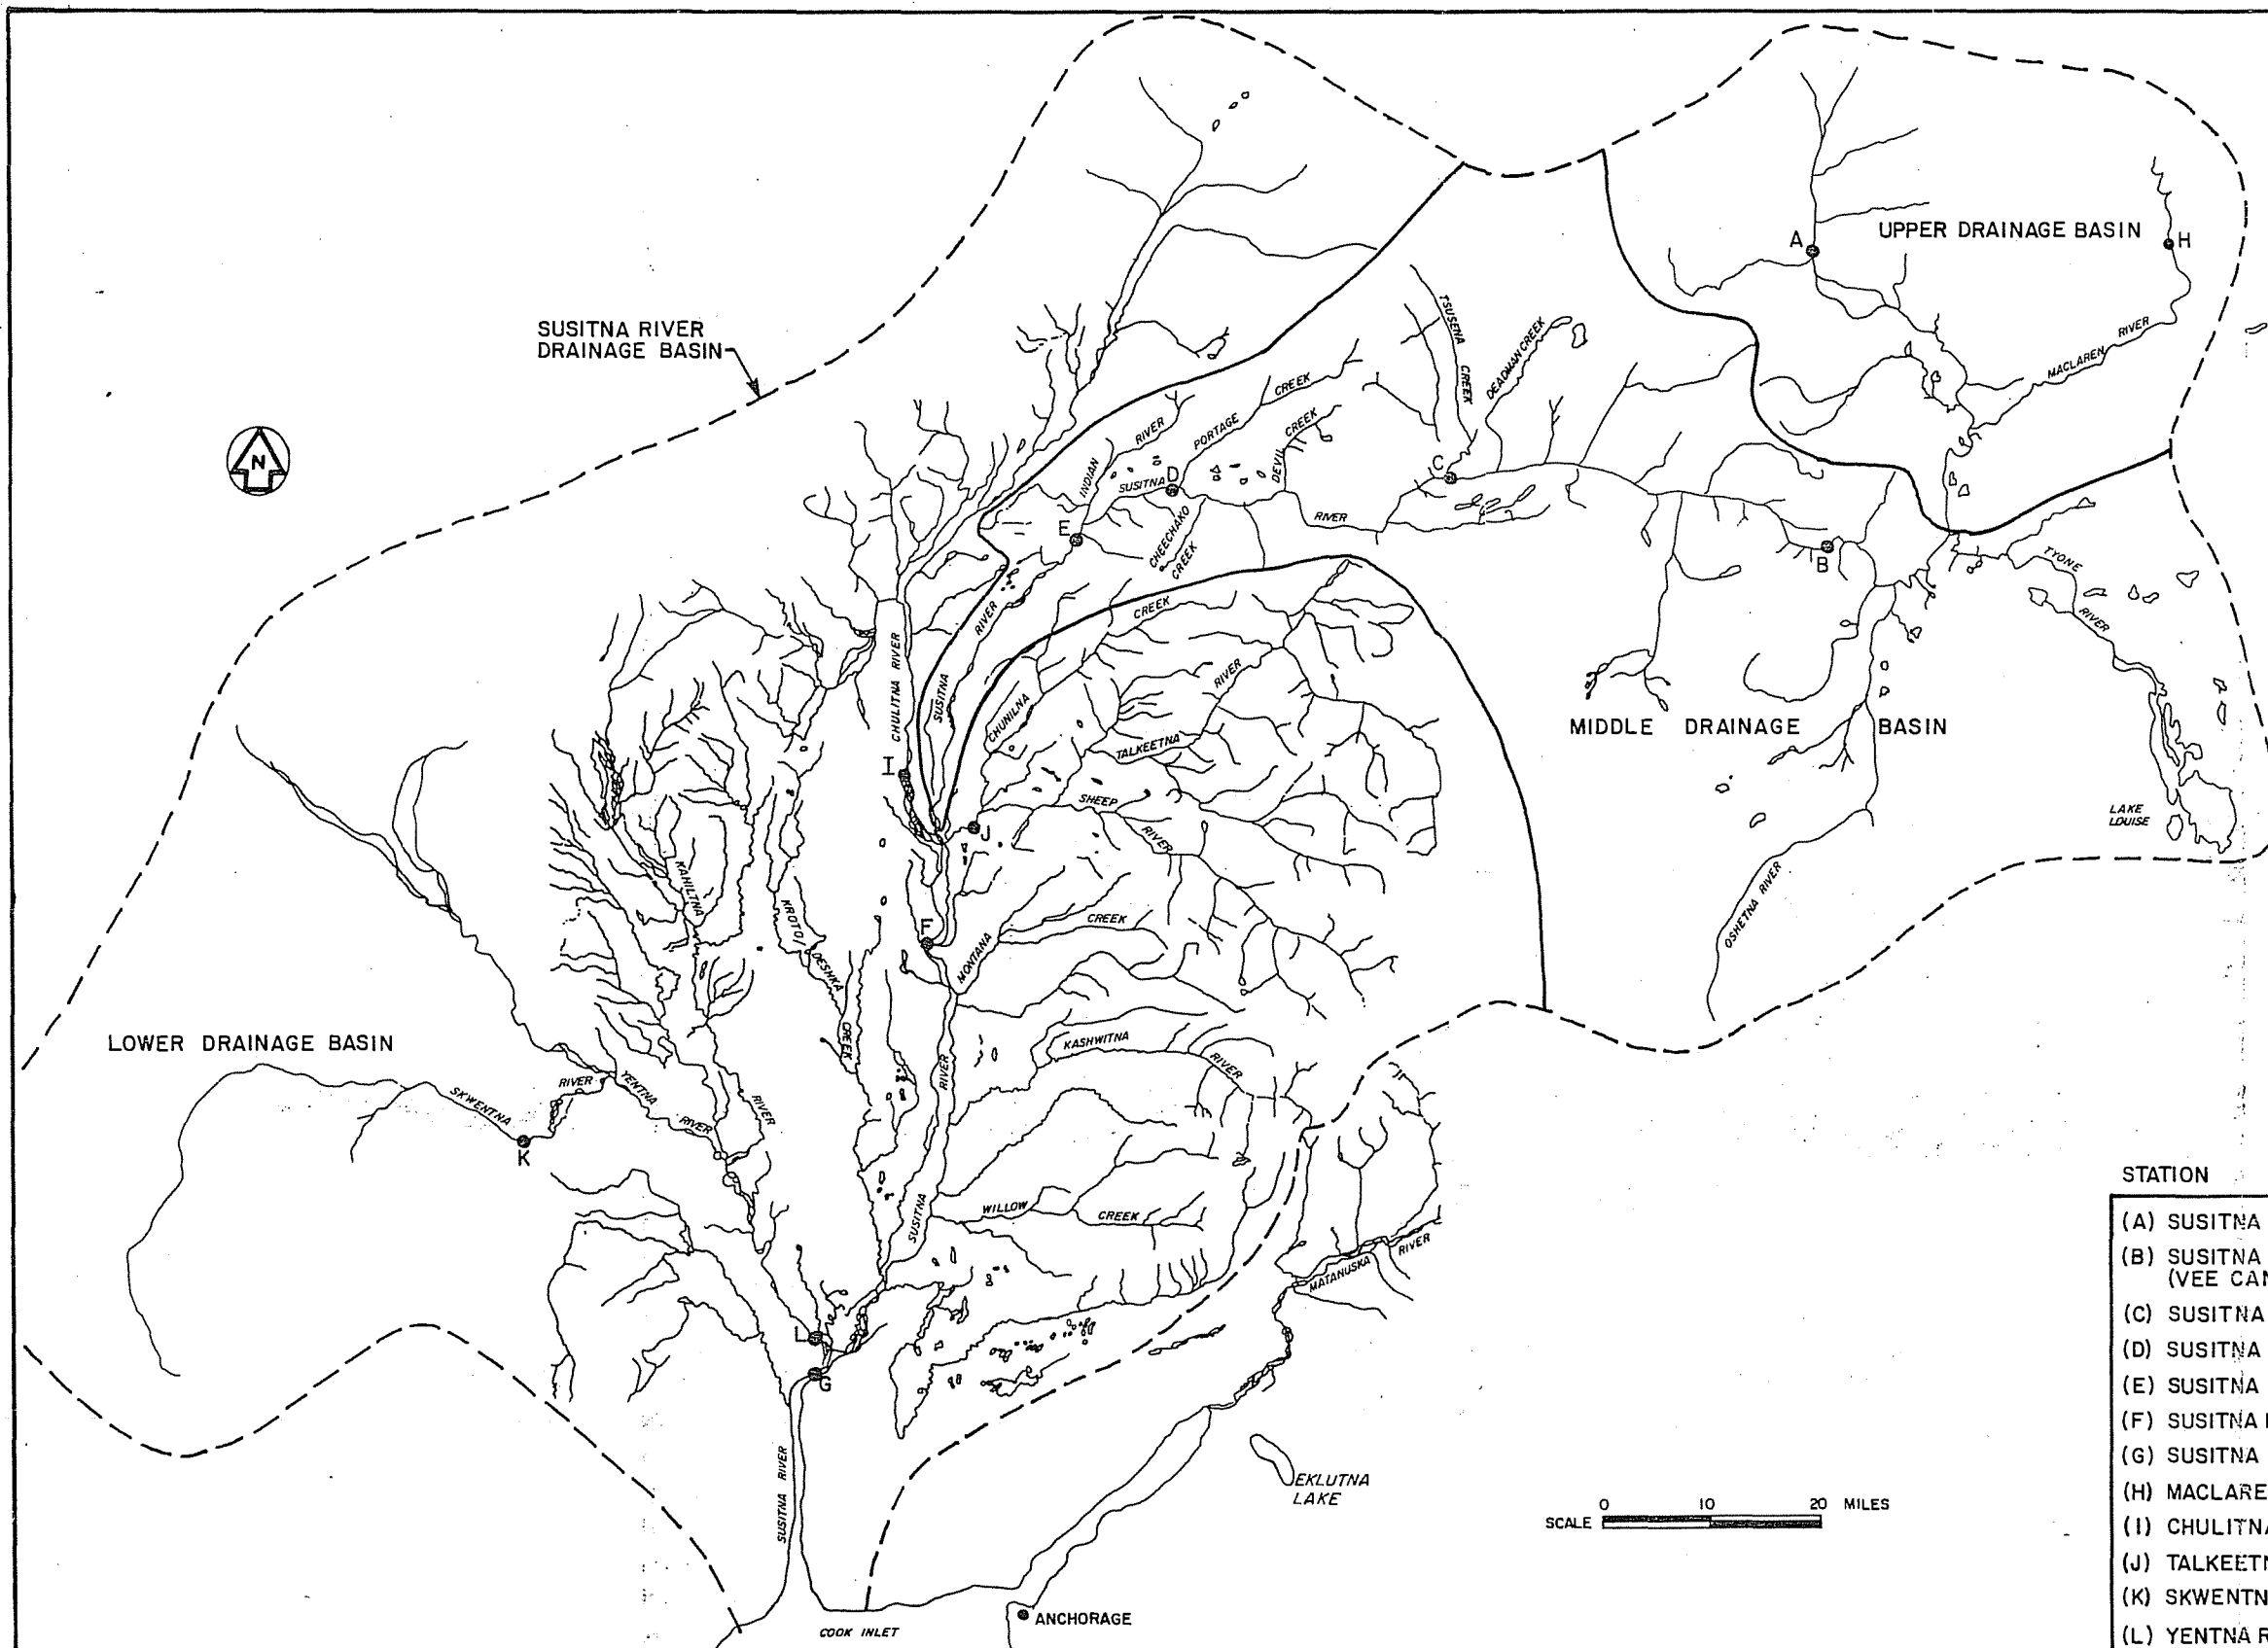 SUSITNA RIVER
DRAINAGE BASIN
N
UPPER DRAINAGE BASIN
A
H
MACLAREN RIVER
TSUSENA CREEK
DEADMAN CREEK
PORTAGE CREEK
DEVIL CREEK
INDIAN RIVER
SUSITNA
D
C
RIVER
E
CHEECHAKO
CREEK
B
TYONE RIVER
CHULITNA RIVER
SUSITNA RIVER
CHUNILNA CREEK
TALKEETNA RIVER
MIDDLE DRAINAGE BASIN
I
SHEEP RIVER
J
LAKE
LOUISE
KAHILTNA RIVER
KROTO/
DESHKA
CREEK
F
MONTANA CREEK
OSHETNA RIVER
LOWER DRAINAGE BASIN
KASHWITNA RIVER
SKWENTNA RIVER
YENTNA RIVER
K
SUSITNA RIVER
WILLOW CREEK
MATANUSKA RIVER
L
G
SUSITNA RIVER
EKLUTNA
LAKE
0 10 20 MILES
SCALE
ANCHORAGE
COOK INLET
STATION
(A) SUSITNA
(B) SUSITNA
(VEE CAN
(C) SUSITNA
(D) SUSITNA
(E) SUSITNA
(F) SUSITNA
(G) SUSITNA
(H) MACLARE
(I) CHULITNA
(J) TALKEETN
(K) SKWENTN
(L) YENTNA R